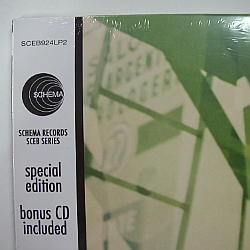 SCEB924LP2
SCHEMA
SCHEMA RECORDS
SCEB SERIES
special
edition
bonus CD
included